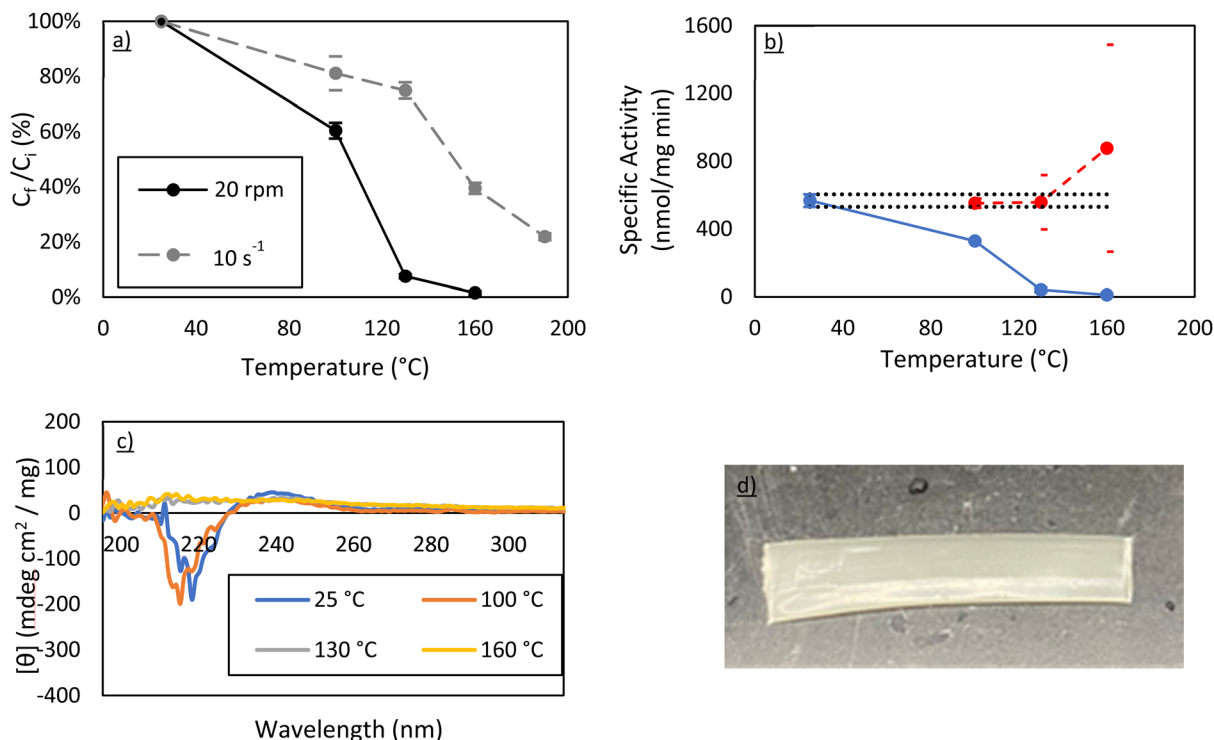 a)
100%
80%
60%
40%
20%
0%
C_f /C_i (%)
20 rpm
10 s^-1
0 40 80 120 160 200
Temperature (°C)
b)
1600
1200
800
400
0
Specific Activity
(nmol/mg min)
0 40 80 120 160 200
Temperature (°C)
c)
200
100
0
-100
-200
-300
-400
[θ] (mdeg cm² / mg)
200 220 240 260 280 300
25 °C 100 °C
130 °C 160 °C
Wavelength (nm)
d)